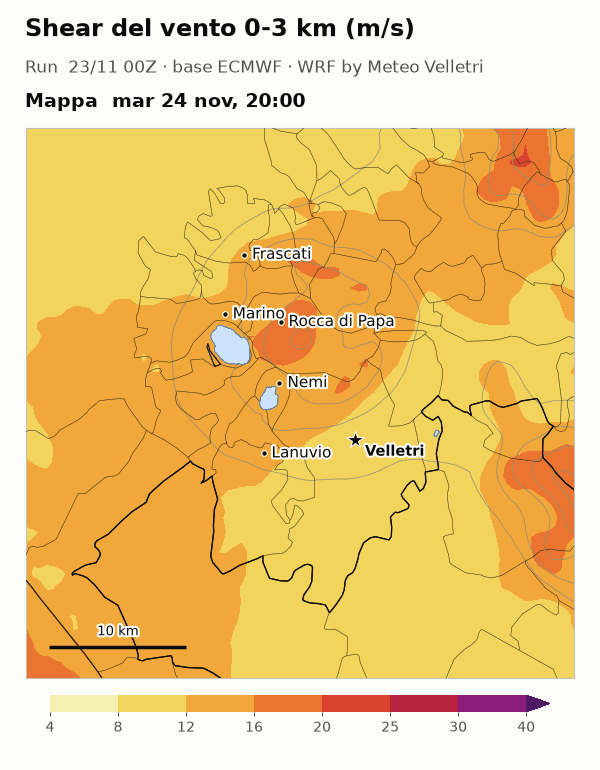 Shear del vento 0-3 km (m/s)
Run  23/11 00Z · base ECMWF · WRF by Meteo Velletri
Mappa  mar 24 nov, 20:00
Frascati
Marino
Rocca di Papa
Nemi
Velletri
Lanuvio
10 km
4 8 12 16 20 25 30 40